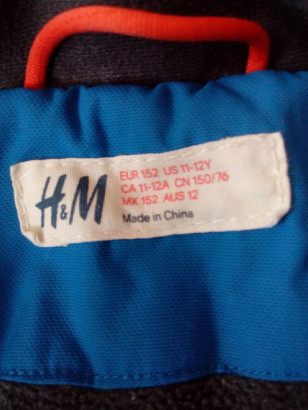 H&M
EUR 152 US 11-12Y
CA 11-12A CN 150/76
MX 152 AUS 12
Made in China